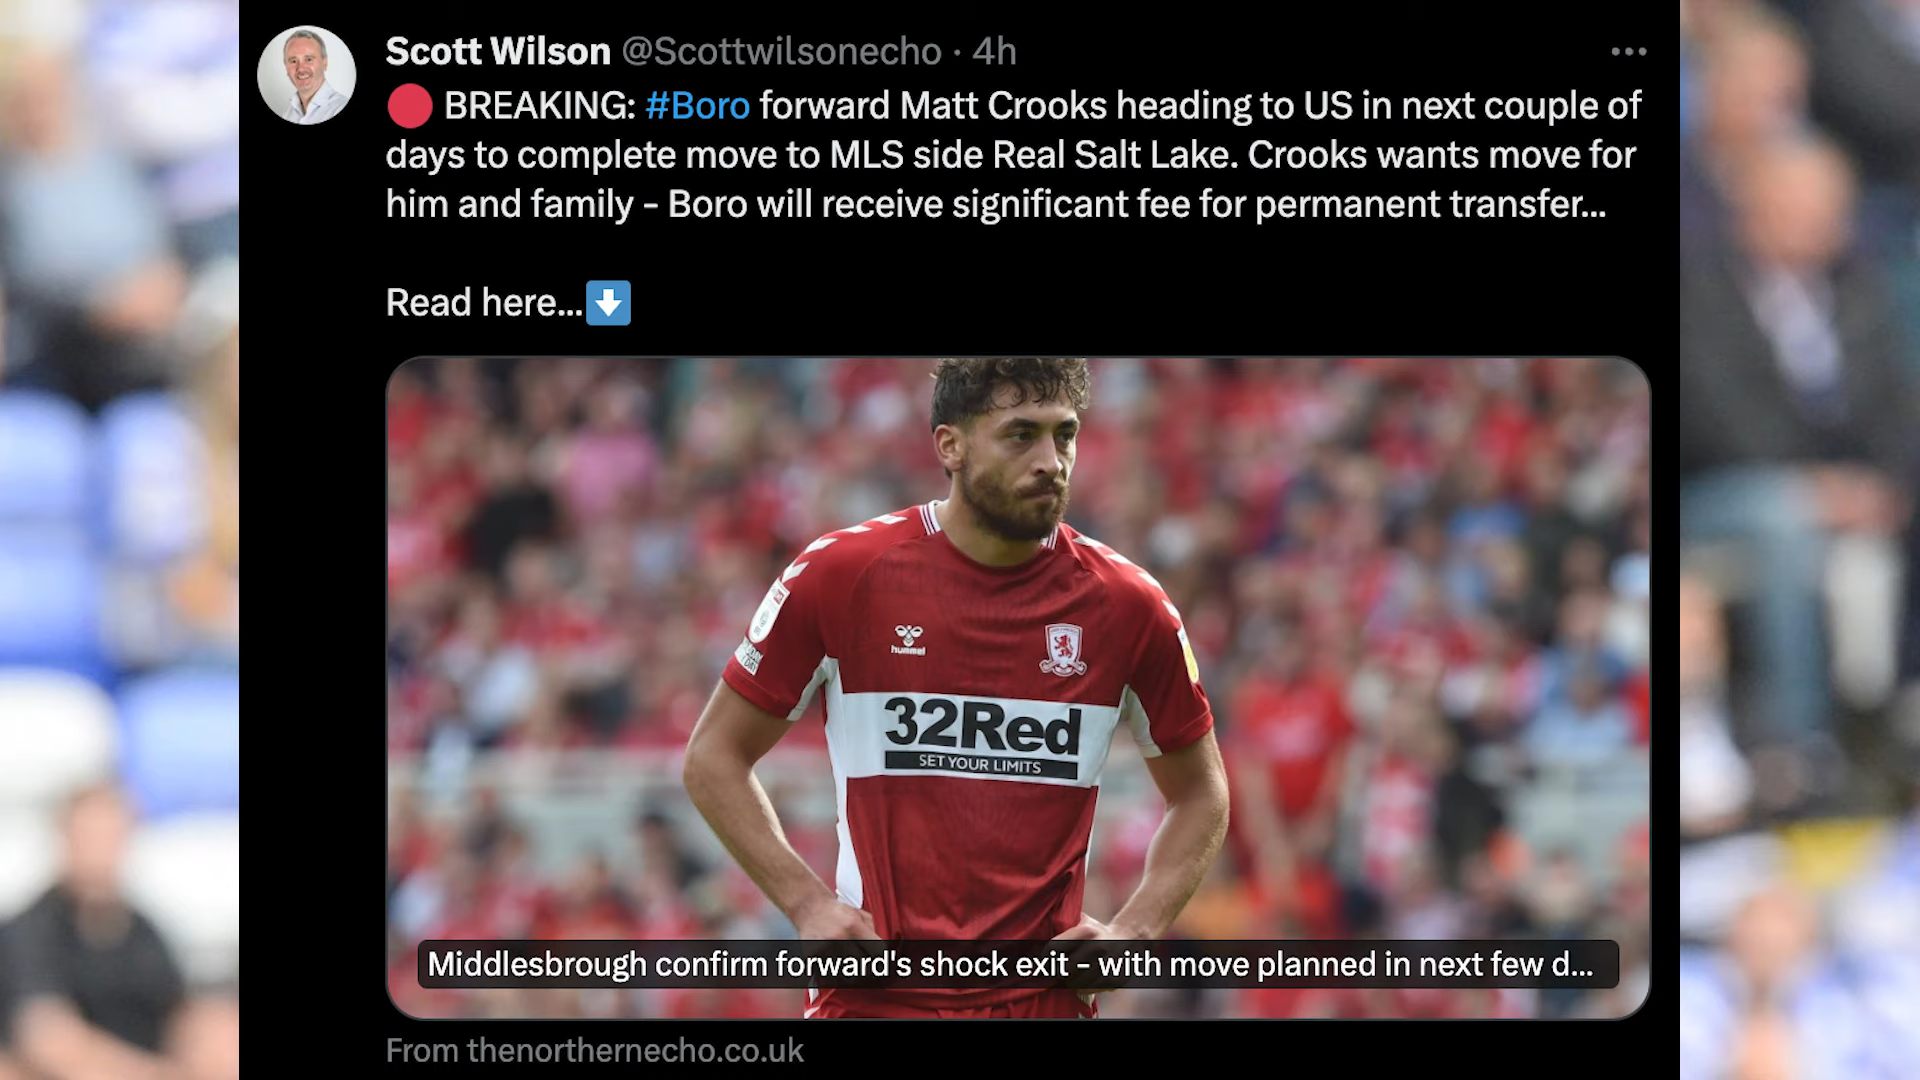 Scott Wilson @Scottwilsonecho · 4h
🔴 BREAKING: #Boro forward Matt Crooks heading to US in next couple of
days to complete move to MLS side Real Salt Lake. Crooks wants move for
him and family - Boro will receive significant fee for permanent transfer...
Read here...⬇️
hummel
32Red
SET YOUR LIMITS
Middlesbrough confirm forward's shock exit - with move planned in next few d...
From thenorthernecho.co.uk